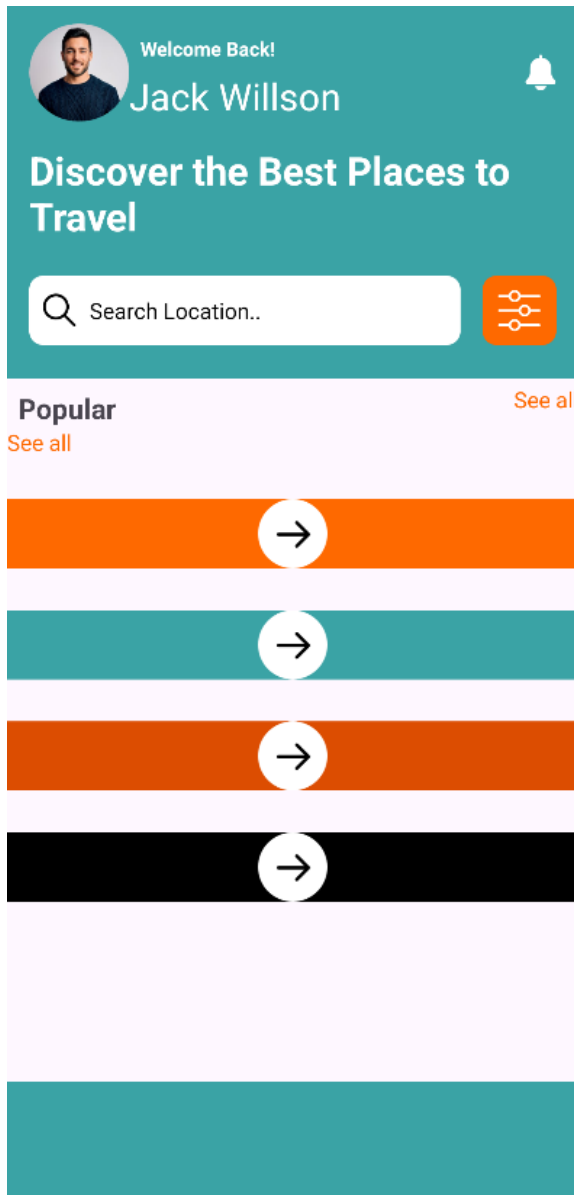 Welcome Back!
Jack Willson
Discover the Best Places to
Travel
Search Location..
Popular
See al
See all